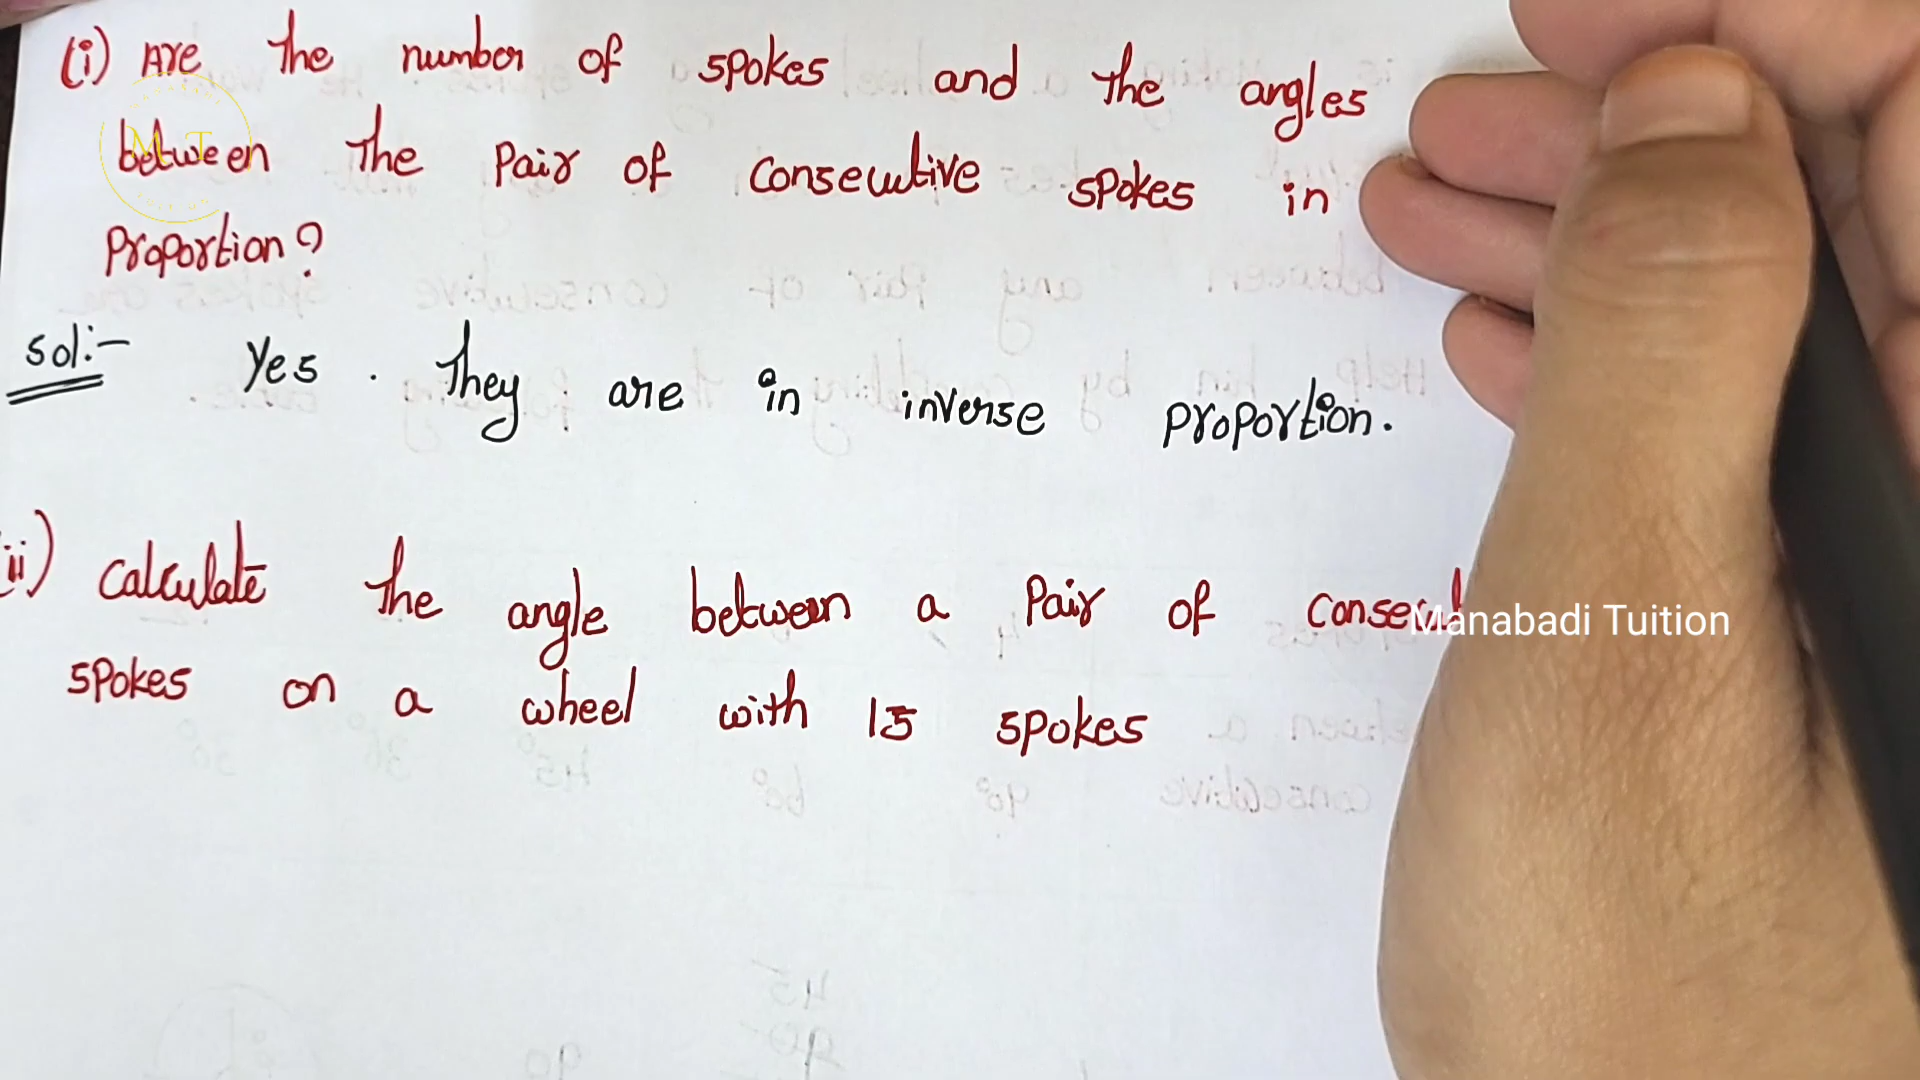 (i) Are the number of spokes and the angles
between the Pair of consecutive spokes in
Proportion?
Sol:- Yes. They are in inverse proportion.
ii) Calculate the angle between a Pair of
Manabadi Tuition
spokes on a wheel with 15 spokes